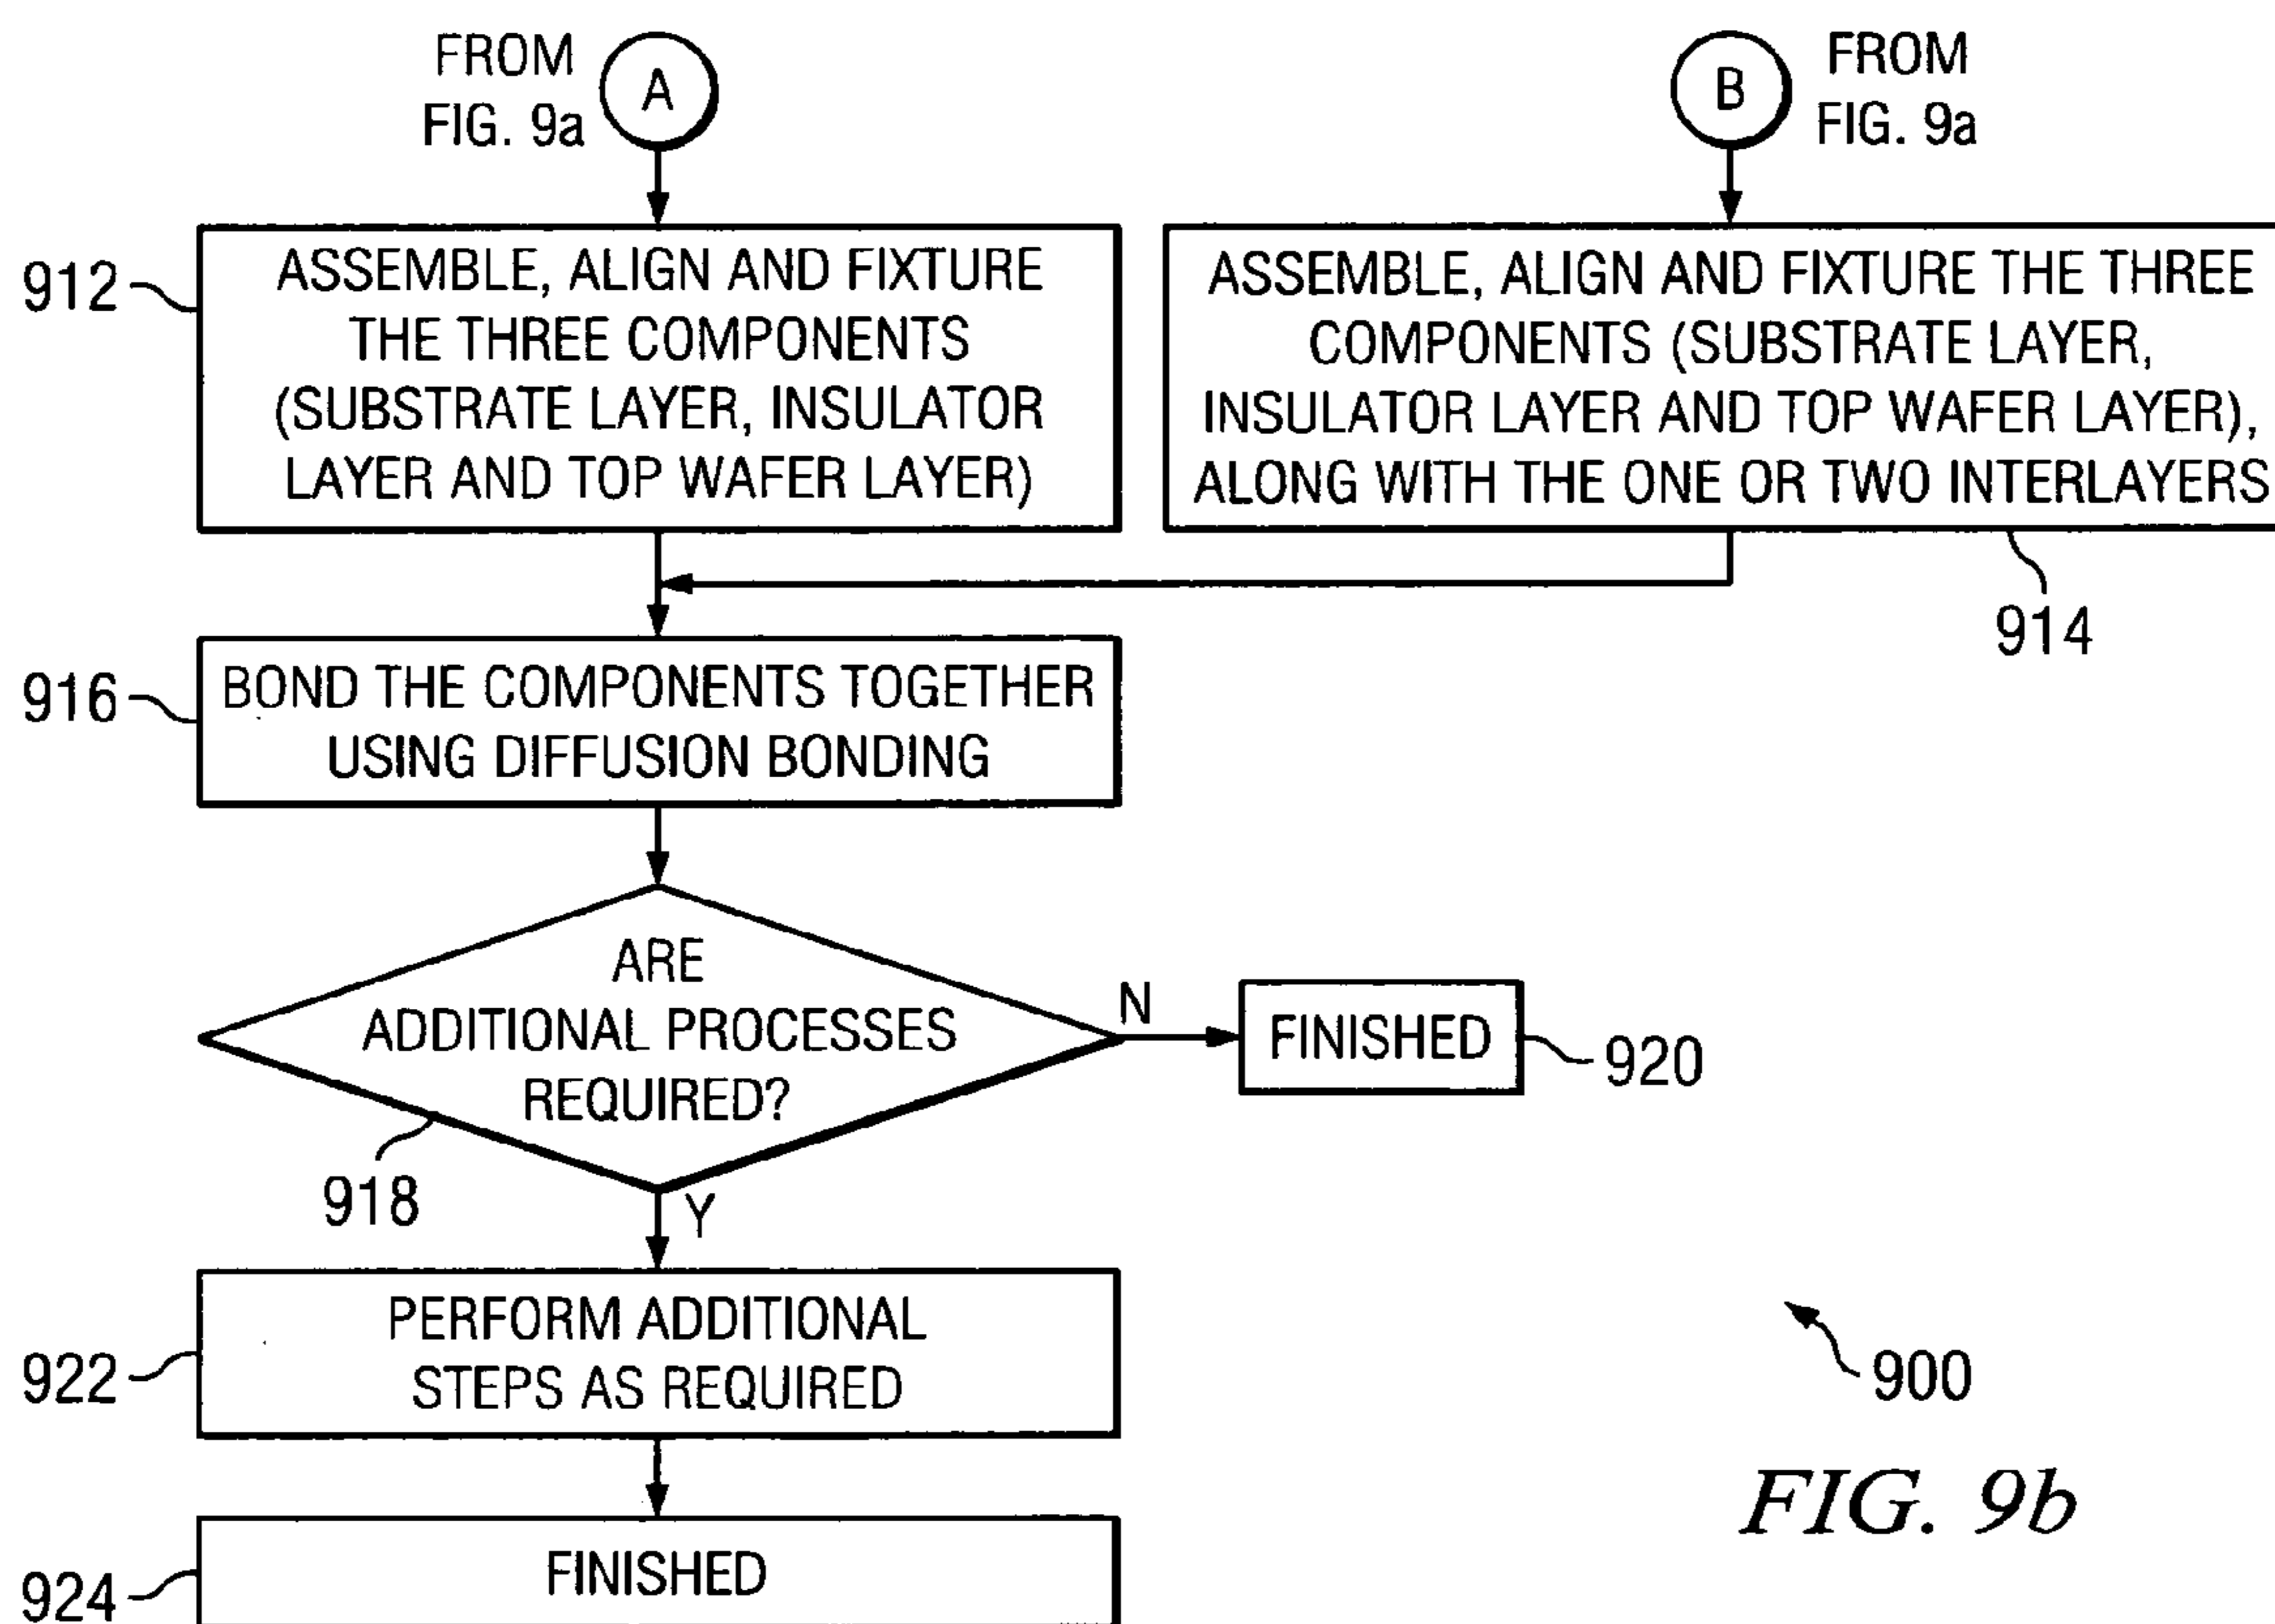 FROM
FIG. 9a
A
B
FROM
FIG. 9a
912
ASSEMBLE, ALIGN AND FIXTURE
THE THREE COMPONENTS
(SUBSTRATE LAYER, INSULATOR
LAYER AND TOP WAFER LAYER)
ASSEMBLE, ALIGN AND FIXTURE THE THREE
COMPONENTS (SUBSTRATE LAYER,
INSULATOR LAYER AND TOP WAFER LAYER),
ALONG WITH THE ONE OR TWO INTERLAYERS
914
916
BOND THE COMPONENTS TOGETHER
USING DIFFUSION BONDING
ARE
ADDITIONAL PROCESSES
REQUIRED?
918
N
FINISHED
920
Y
922
PERFORM ADDITIONAL
STEPS AS REQUIRED
924
FINISHED
900
FIG. 9b